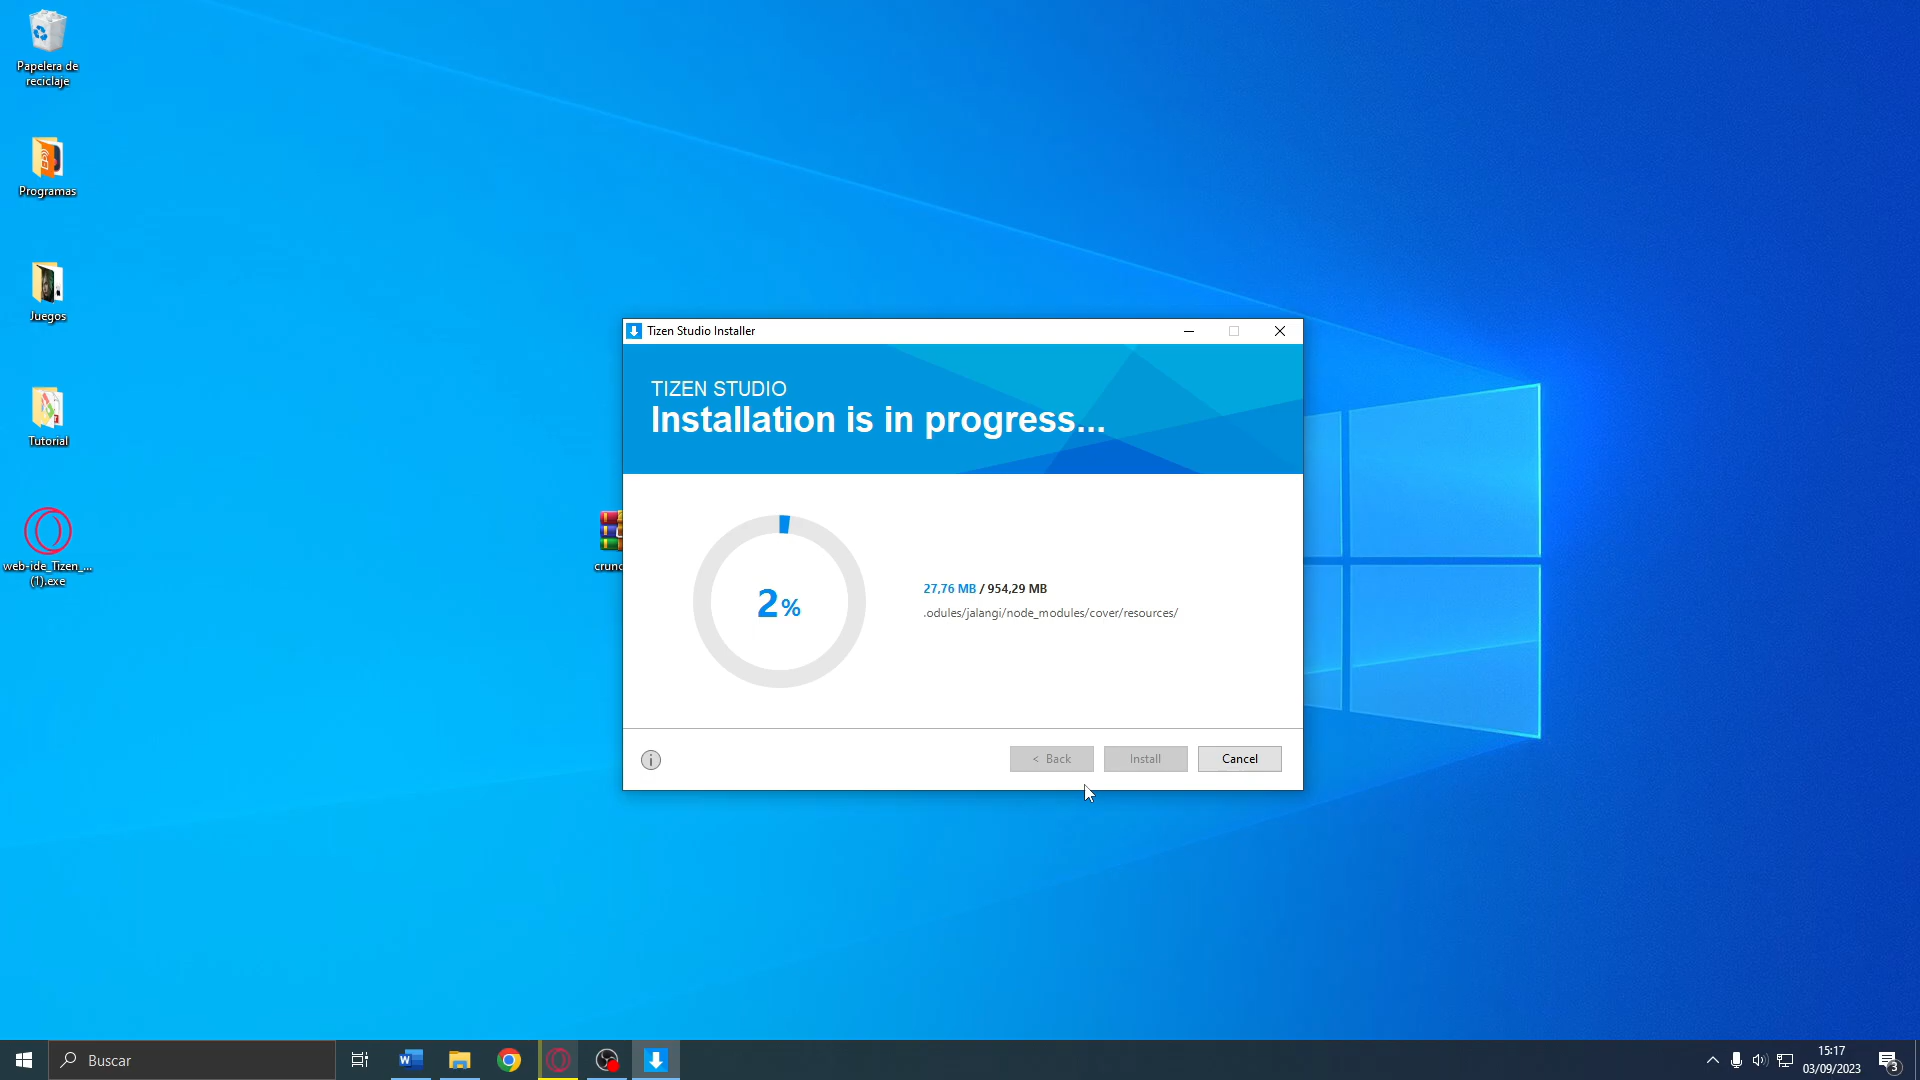 Papelera de
reciclaje
Programas
Juegos
Tutorial
web-ide_Tizen_...
(1).exe
crunc
Tizen Studio Installer
TIZEN STUDIO
Installation is in progress...
2%
27,76 MB / 954,29 MB
.odules/jalangi/node_modules/cover/resources/
< Back
Install
Cancel
Buscar
15:17
03/09/2023
3